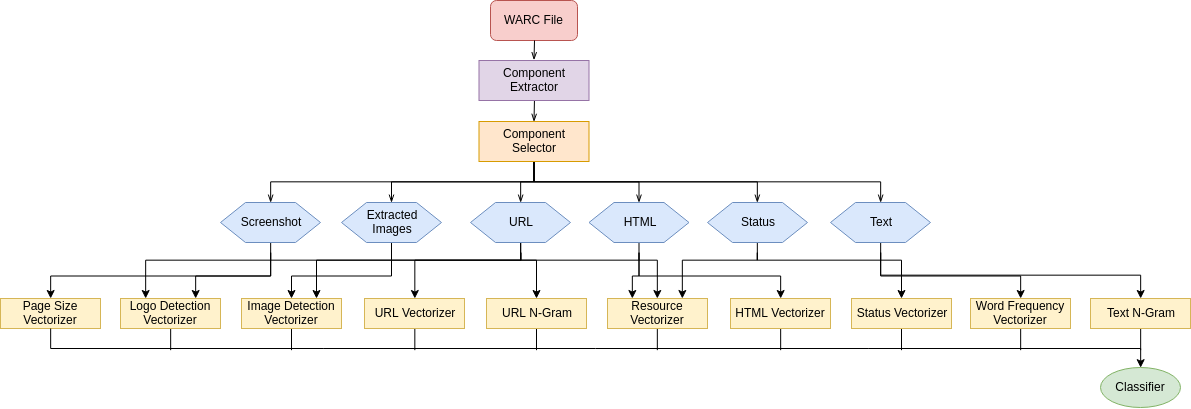 WARC File
Component
Extractor
Component
Selector
Screenshot
Extracted
Images
URL
HTML
Status
Text
Page Size
Vectorizer
Logo Detection
Vectorizer
Image Detection
Vectorizer
URL Vectorizer
URL N-Gram
Resource
Vectorizer
HTML Vectorizer
Status Vectorizer
Word Frequency
Vectorizer
Text N-Gram
Classifier